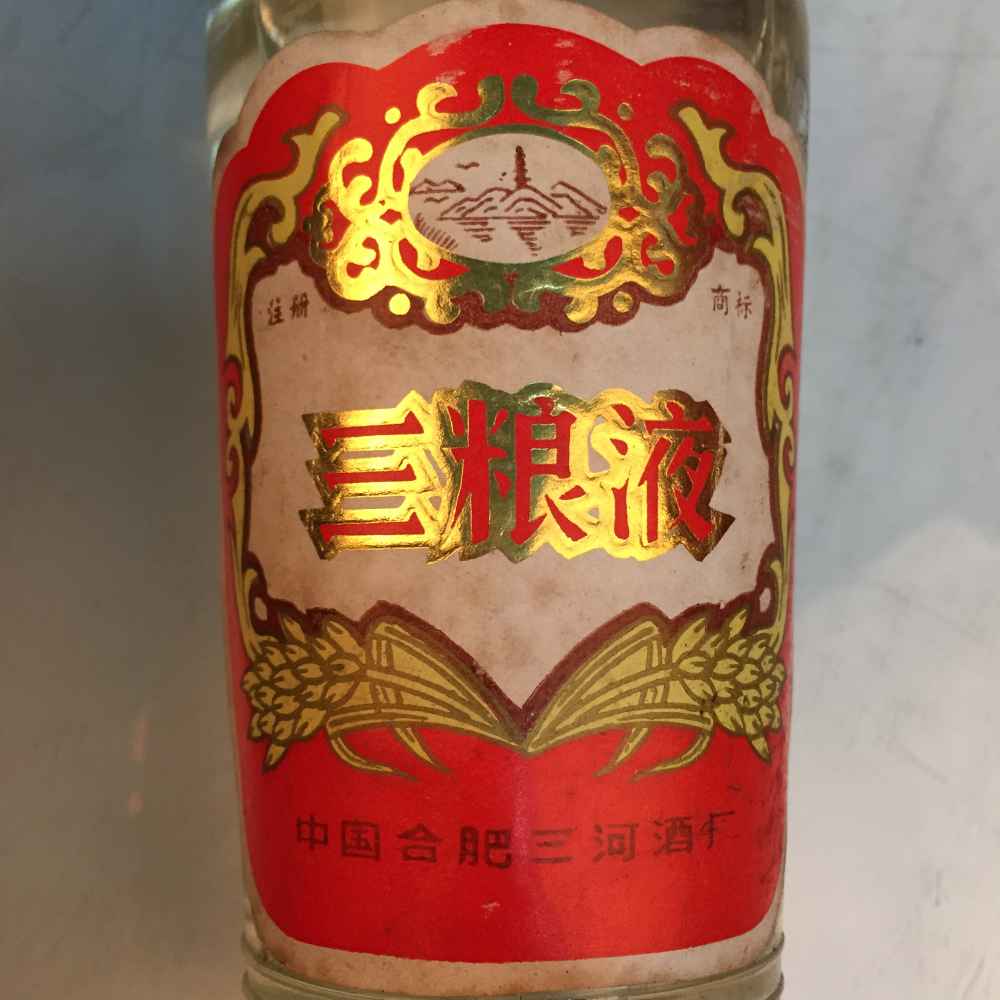 注册 商标
三粮液
中国合肥三河酒厂